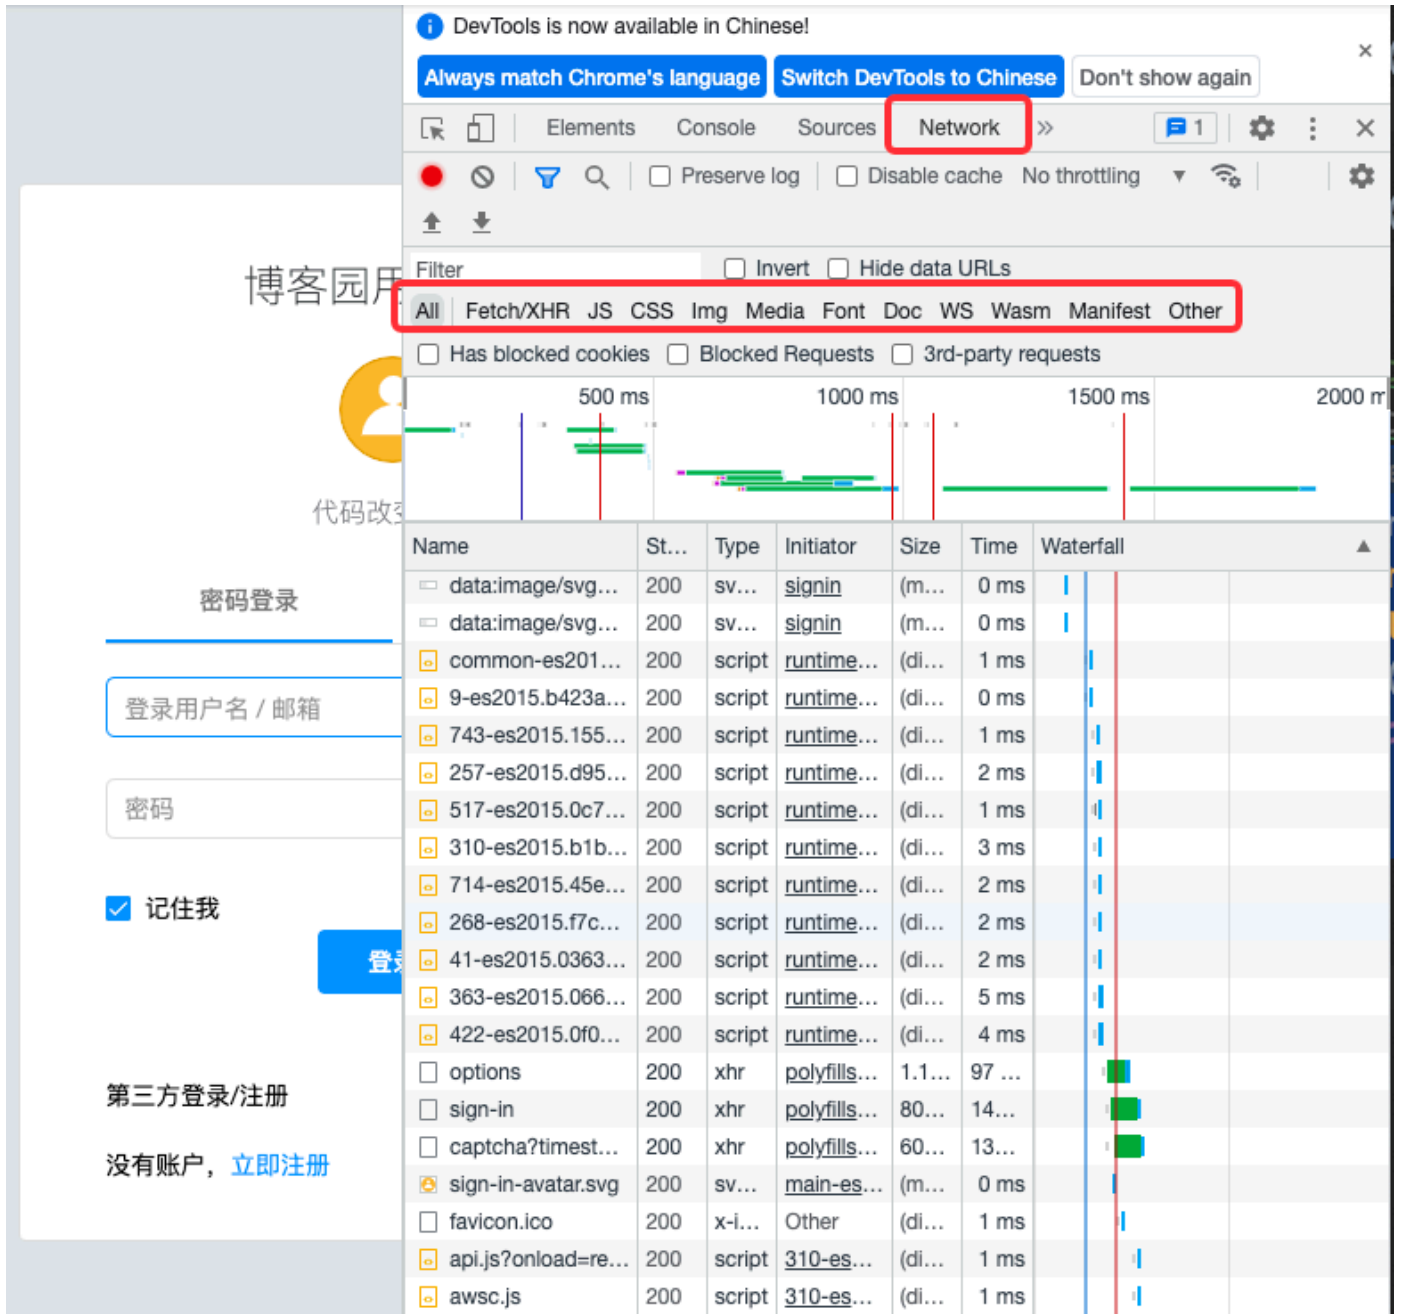 DevTools is now available in Chinese!
Always match Chrome's language Switch DevTools to Chinese Don't show again
Elements Console Sources Network 1
Preserve log Disable cache No throttling
Filter Invert Hide data URLs
All Fetch/XHR JS CSS Img Media Font Doc WS Wasm Manifest Other
Has blocked cookies Blocked Requests 3rd-party requests
500 ms 1000 ms 1500 ms 2000 m
Name St... Type Initiator Size Time Waterfall
data:image/svg... 200 sv... signin (m... 0 ms
data:image/svg... 200 sv... signin (m... 0 ms
common-es201... 200 script runtime... (di... 1 ms
9-es2015.b423a... 200 script runtime... (di... 0 ms
743-es2015.155... 200 script runtime... (di... 1 ms
257-es2015.d95... 200 script runtime... (di... 2 ms
517-es2015.0c7... 200 script runtime... (di... 1 ms
310-es2015.b1b... 200 script runtime... (di... 3 ms
714-es2015.45e... 200 script runtime... (di... 2 ms
268-es2015.f7c... 200 script runtime... (di... 2 ms
41-es2015.0363... 200 script runtime... (di... 2 ms
363-es2015.066... 200 script runtime... (di... 5 ms
422-es2015.0f0... 200 script runtime... (di... 4 ms
options 200 xhr polyfills... 1.1... 97 ...
sign-in 200 xhr polyfills... 80... 14...
captcha?timest... 200 xhr polyfills... 60... 13...
sign-in-avatar.svg 200 sv... main-es... (m... 0 ms
favicon.ico 200 x-i... Other (di... 1 ms
api.js?onload=re... 200 script 310-es... (di... 1 ms
awsc.js 200 script 310-es... (di... 1 ms
博客园用
代码改
密码登录
登录用户名 / 邮箱
密码
记住我
登
第三方登录/注册
没有账户，立即注册